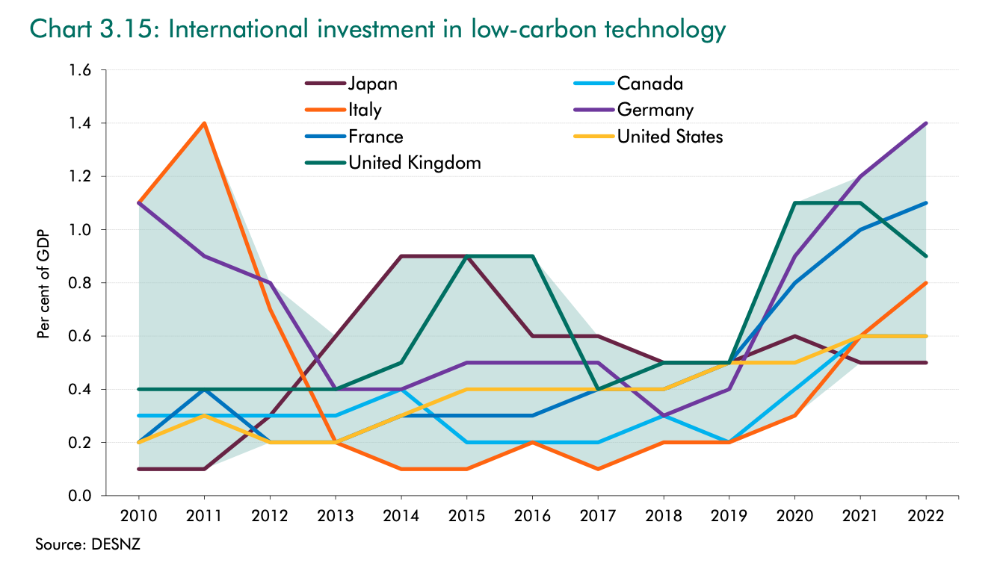 Chart 3.15: International investment in low-carbon technology
1.6
1.4
1.2
1.0
0.8
0.6
0.4
0.2
0.0
Per cent of GDP
Japan
Canada
Italy
Germany
France
United States
United Kingdom
2010 2011 2012 2013 2014 2015 2016 2017 2018 2019 2020 2021 2022
Source: DESNZ